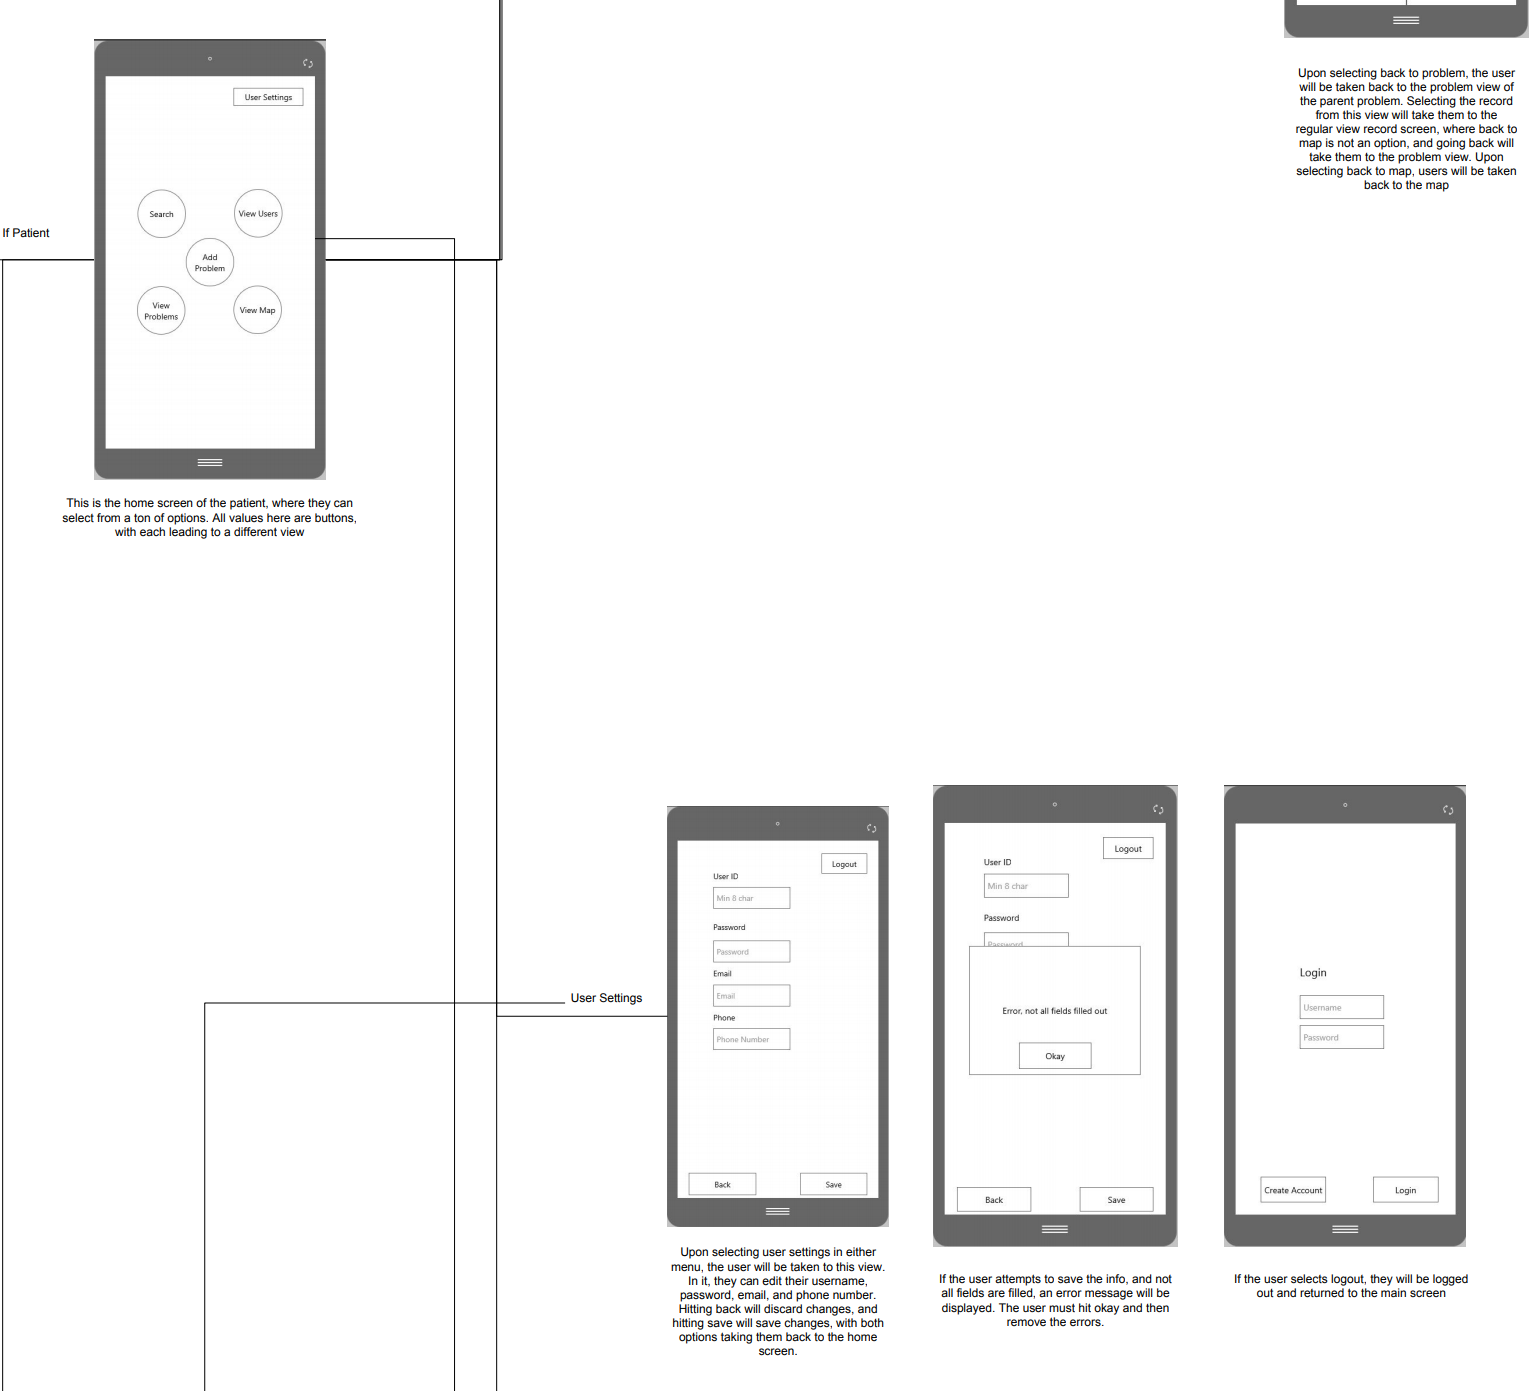 Upon selecting back to problem, the user
will be taken back to the problem view of
the parent problem. Selecting the record
from this view will take them to the
regular view record screen, where back to
map is not an option, and going back will
take them to the problem view. Upon
selecting back to map, users will be taken
back to the map
If Patient
User Settings
Search
View Users
Add
Problem
View
Problems
View Map
This is the home screen of the patient, where they can
select from a ton of options. All values here are buttons,
with each leading to a different view
User Settings
Logout
User ID
Min 8 char
Password
Password
Email
Email
Phone
Phone Number
Back
Save
Upon selecting user settings in either
menu, the user will be taken to this view.
In it, they can edit their username,
password, email, and phone number.
Hitting back will discard changes, and
hitting save will save changes, with both
options taking them back to the home
screen.
Logout
User ID
Min 8 char
Password
Password
Error, not all fields filled out
Okay
Back
Save
If the user attempts to save the info, and not
all fields are filled, an error message will be
displayed. The user must hit okay and then
remove the errors.
Login
Username
Password
Create Account
Login
If the user selects logout, they will be logged
out and returned to the main screen